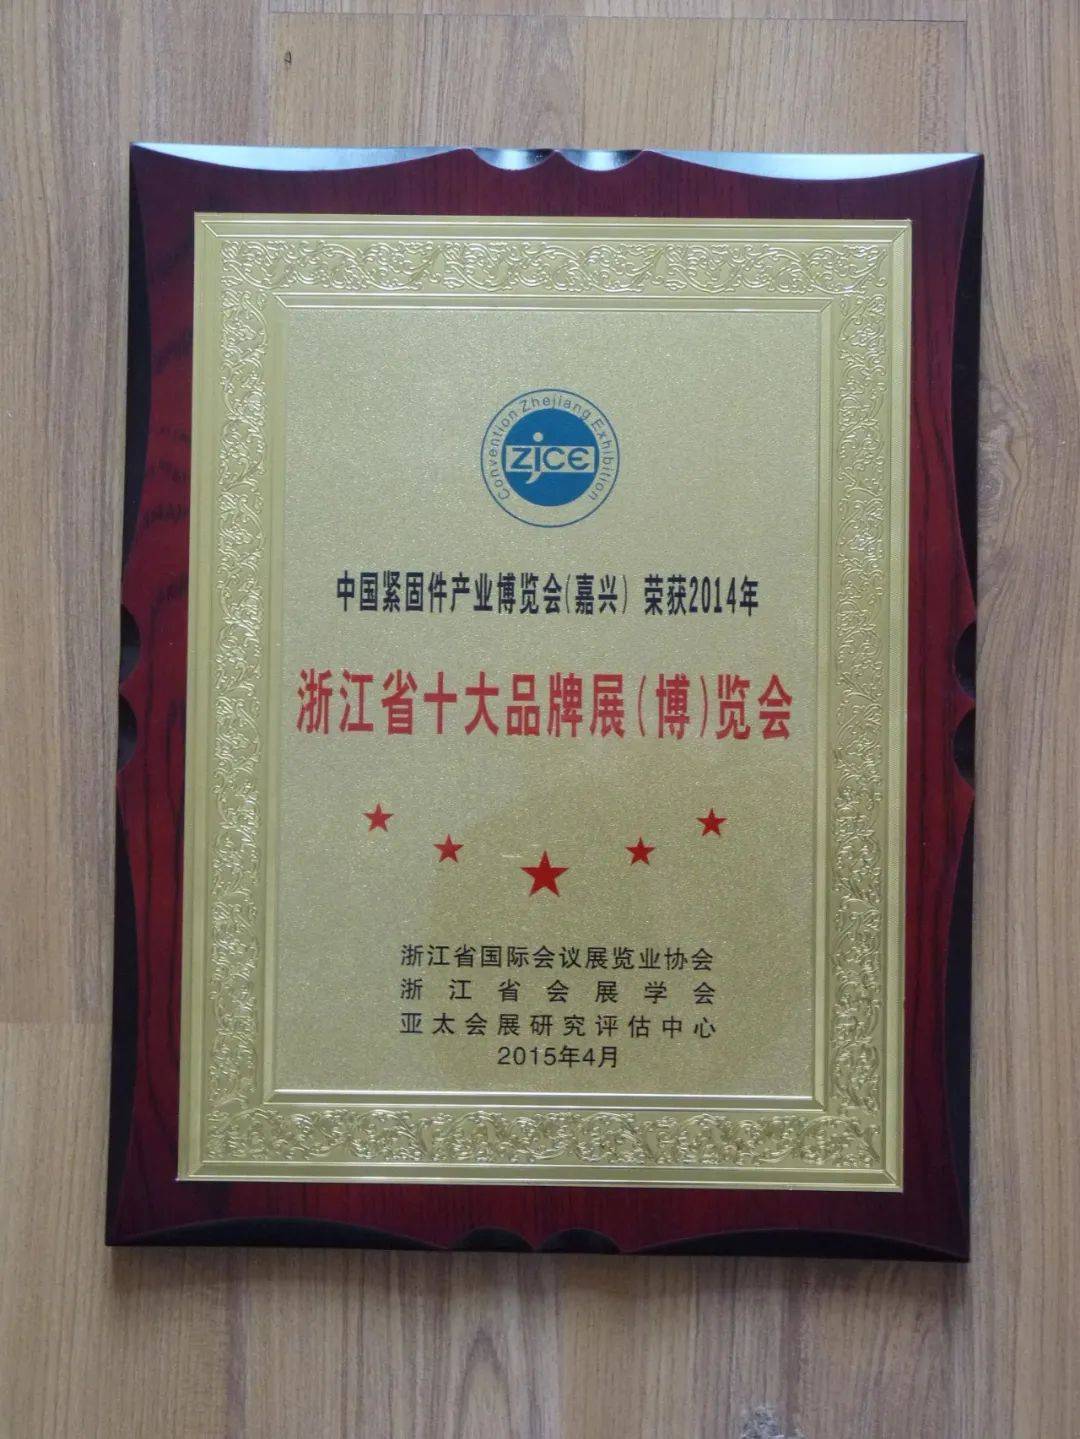 Convention Zhejiang Exhibition
ZJCE
中国紧固件产业博览会(嘉兴) 荣获2014年
浙江省十大品牌展(博)览会
浙江省国际会议展览业协会
浙江省会展学会
亚太会展研究评估中心
2015年4月